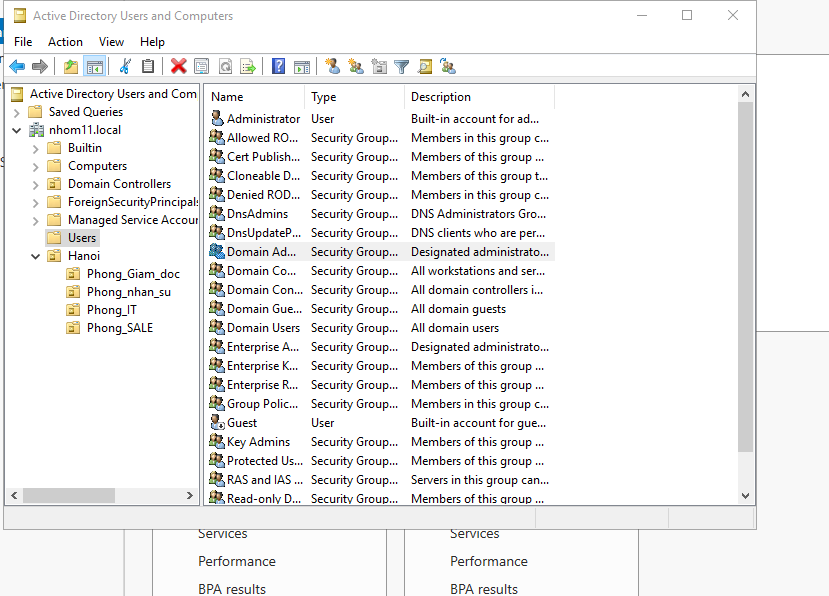 Active Directory Users and Computers
File Action View Help
Active Directory Users and Com
Saved Queries
nhom11.local
Builtin
Computers
Domain Controllers
ForeignSecurityPrincipals
Managed Service Accour
Users
Hanoi
Phong_Giam_doc
Phong_nhan_su
Phong_IT
Phong_SALE
Name Type Description
Administrator User Built-in account for ad...
Allowed RO... Security Group... Members in this group c...
Cert Publish... Security Group... Members of this group ...
Cloneable D... Security Group... Members of this group t...
Denied ROD... Security Group... Members in this group c...
DnsAdmins Security Group... DNS Administrators Gro...
DnsUpdateP... Security Group... DNS clients who are per...
Domain Ad... Security Group... Designated administrato...
Domain Co... Security Group... All workstations and ser...
Domain Con... Security Group... All domain controllers i...
Domain Gue... Security Group... All domain guests
Domain Users Security Group... All domain users
Enterprise A... Security Group... Designated administrato...
Enterprise K... Security Group... Members of this group ...
Enterprise R... Security Group... Members of this group ...
Group Polic... Security Group... Members in this group c...
Guest User Built-in account for gue...
Key Admins Security Group... Members of this group ...
Protected Us... Security Group... Members of this group ...
RAS and IAS ... Security Group... Servers in this group can...
Read-only D... Security Group... Members of this group ...
Services Services
Performance Performance
BPA results BPA results